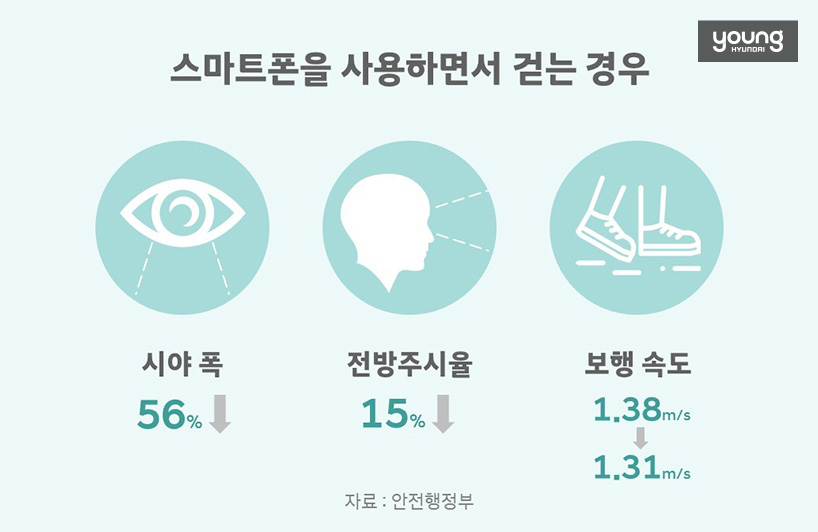 young
HYUNDAI
스마트폰을 사용하면서 걷는 경우
시야 폭
56%
전방주시율
15%
보행 속도
1.38m/s
1.31m/s
자료 : 안전행정부